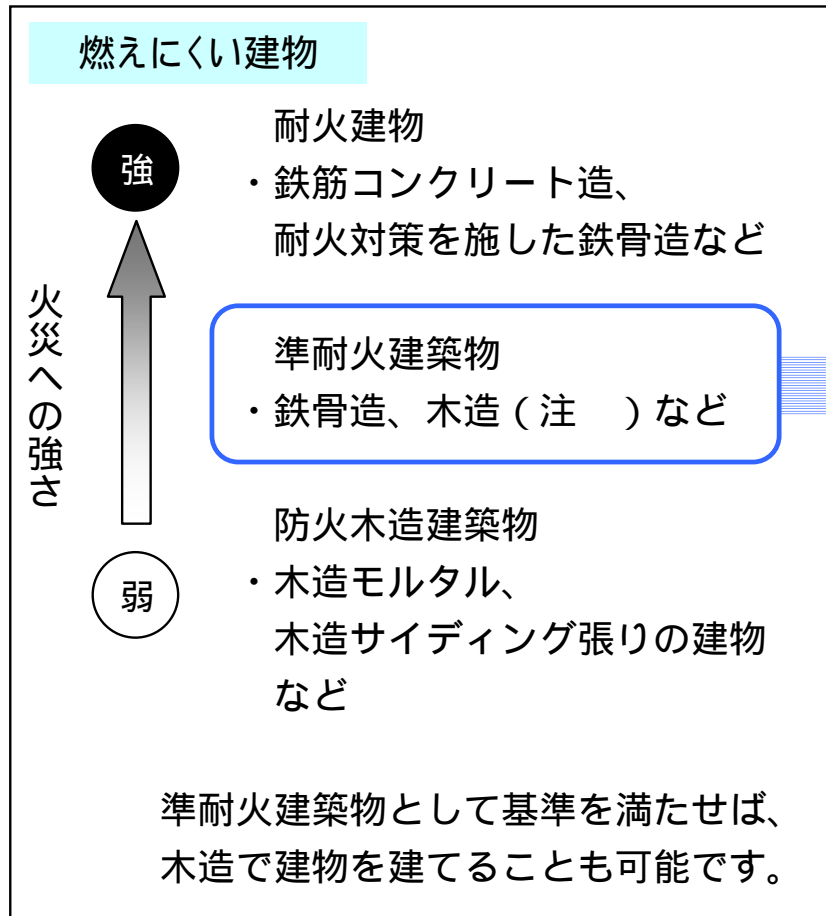 燃えにくい建物
強
火災への強さ
弱
耐火建物
・鉄筋コンクリート造、
耐火対策を施した鉄骨造など
準耐火建築物
・鉄骨造、木造（注　）など
防火木造建築物
・木造モルタル、
木造サイディング張りの建物
など
準耐火建築物として基準を満たせば、
木造で建物を建てることも可能です。